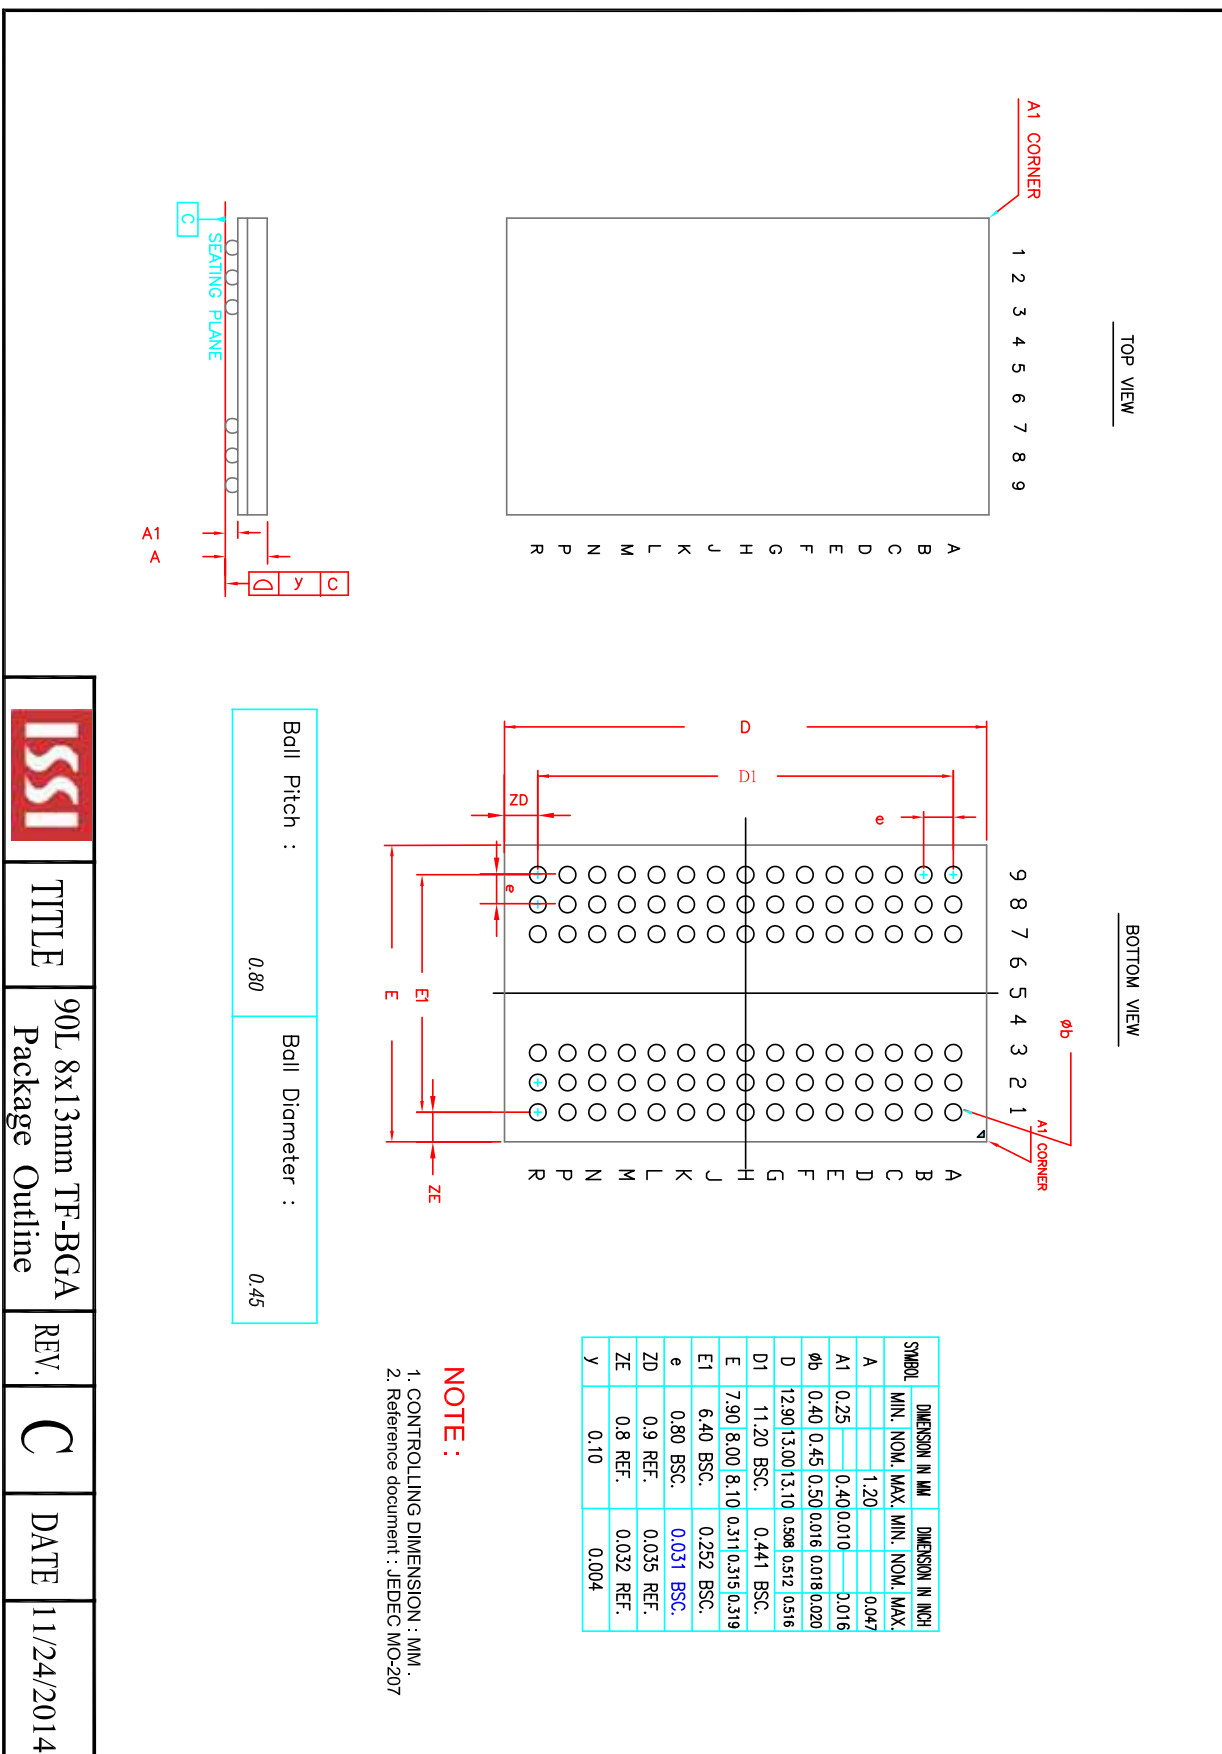 TOP VIEW
A1 CORNER
1 2 3 4 5 6 7 8 9
A
B
C
D
E
F
G
H
J
K
L
M
N
P
R
C
SEATING PLANE
A1
A
y
C
BOTTOM VIEW
9 8 7 6 5 4 3 2 1
Øb
A1 CORNER
A
B
C
D
E
F
G
H
J
K
L
M
N
P
R
D
D1
ZD
e
e
E1
E
ZE
SYMBOL DIMENSION IN MM DIMENSION IN INCH
MIN. NOM. MAX. MIN. NOM. MAX.
A 1.20 0.047
A1 0.25 0.40 0.010 0.016
Øb 0.40 0.45 0.50 0.016 0.018 0.020
D 12.90 13.00 13.10 0.508 0.512 0.516
D1 11.20 BSC. 0.441 BSC.
E 7.90 8.00 8.10 0.311 0.315 0.319
E1 6.40 BSC. 0.252 BSC.
e 0.80 BSC. 0.031 BSC.
ZD 0.9 REF. 0.035 REF.
ZE 0.8 REF. 0.032 REF.
y 0.10 0.004
NOTE :
1. CONTROLLING DIMENSION : MM .
2. Reference document : JEDEC MO-207
Ball Pitch :
0.80
Ball Diameter :
0.45
ISSI
TITLE
90L 8x13mm TF-BGA
Package Outline
REV.
C
DATE
11/24/2014